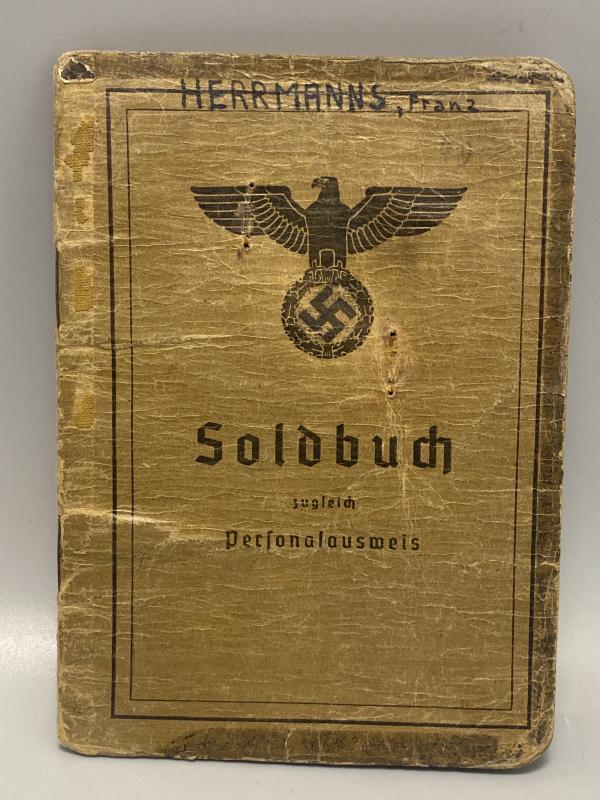 HERRMANNS, Franz
Soldbuch
zugleich
Personalausweis